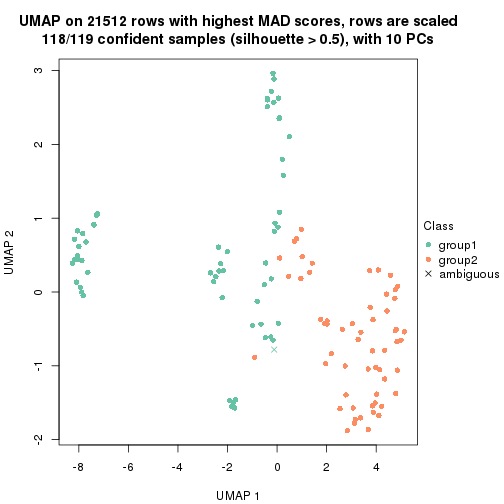 UMAP on 21512 rows with highest MAD scores, rows are scaled
118/119 confident samples (silhouette > 0.5), with 10 PCs
3
2
1
0
-1
-2
UMAP 2
-8
-6
-4
-2
0
2
4
UMAP 1
Class
group1
group2
ambiguous